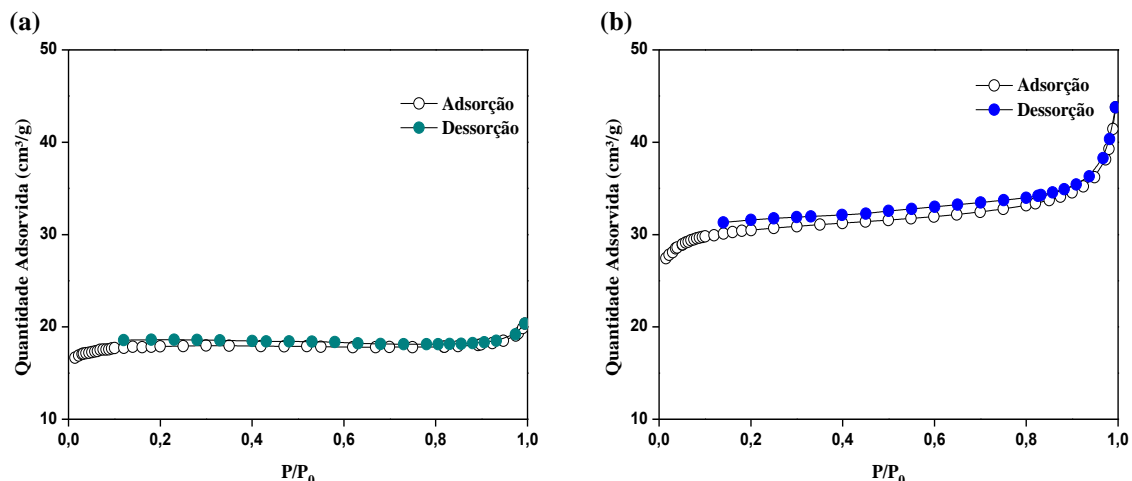 (a)
50
40
30
20
10
Quantidade Adsorvida (cm³/g)
Adsorção
Dessorção
0,0
0,2
0,4
0,6
0,8
1,0
P/P₀
(b)
50
40
30
20
10
Quantidade Adsorvida (cm³/g)
Adsorção
Dessorção
0,0
0,2
0,4
0,6
0,8
1,0
P/P₀